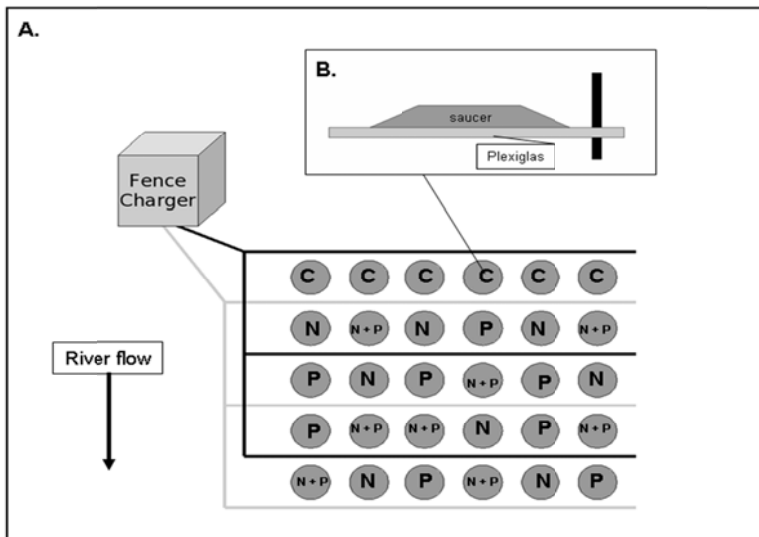 A.
B.
saucer
Plexiglas
Fence
Charger
C C C C C C
N N + P N P N N + P
River flow
P N P N + P P N
P N + P N + P N P N + P
N + P N P N + P N P